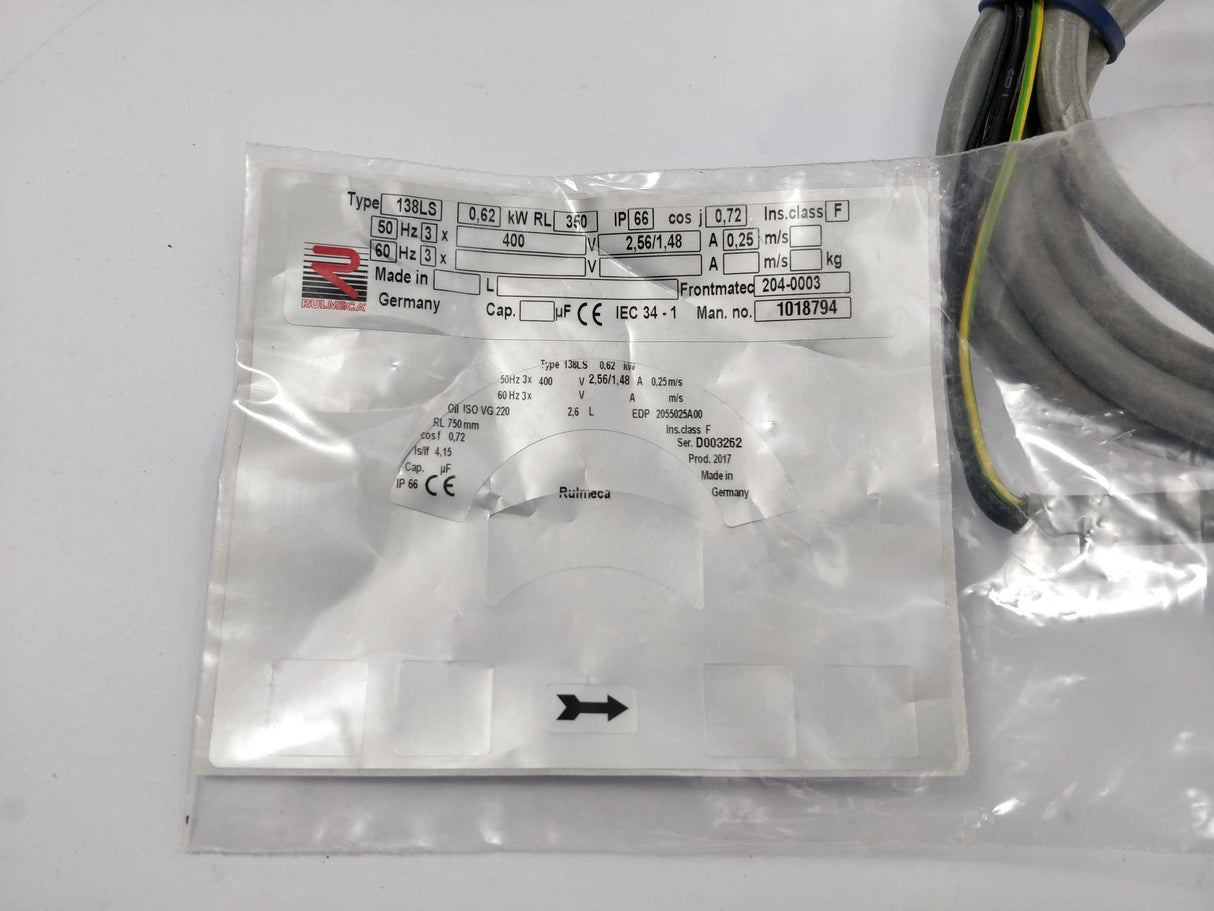 Type 138LS 0,62 kW RL 350 IP 66 cos j 0,72 Ins.class F
50 Hz 3 x 400 V 2,56/1,48 A 0,25 m/s
60 Hz 3 x V A m/s kg
Made in L Frontmated 204-0003
Germany Cap. µF CE IEC 34 - 1 Man. no. 1018794
RULMECA
Type 138LS 0,62 kW
50Hz 3x 400 V 2,56/1,48 A 0,25 m/s
60 Hz 3x V A m/s
Oil ISO VG 220 2,6 L EDP 2055025A00
RL 750 mm Ins.class F
cos f 0,72 Ser. D003262
Is/If 4,15 Prod. 2017
Cap. µF Made in
IP 66 CE Germany
Rulmeca